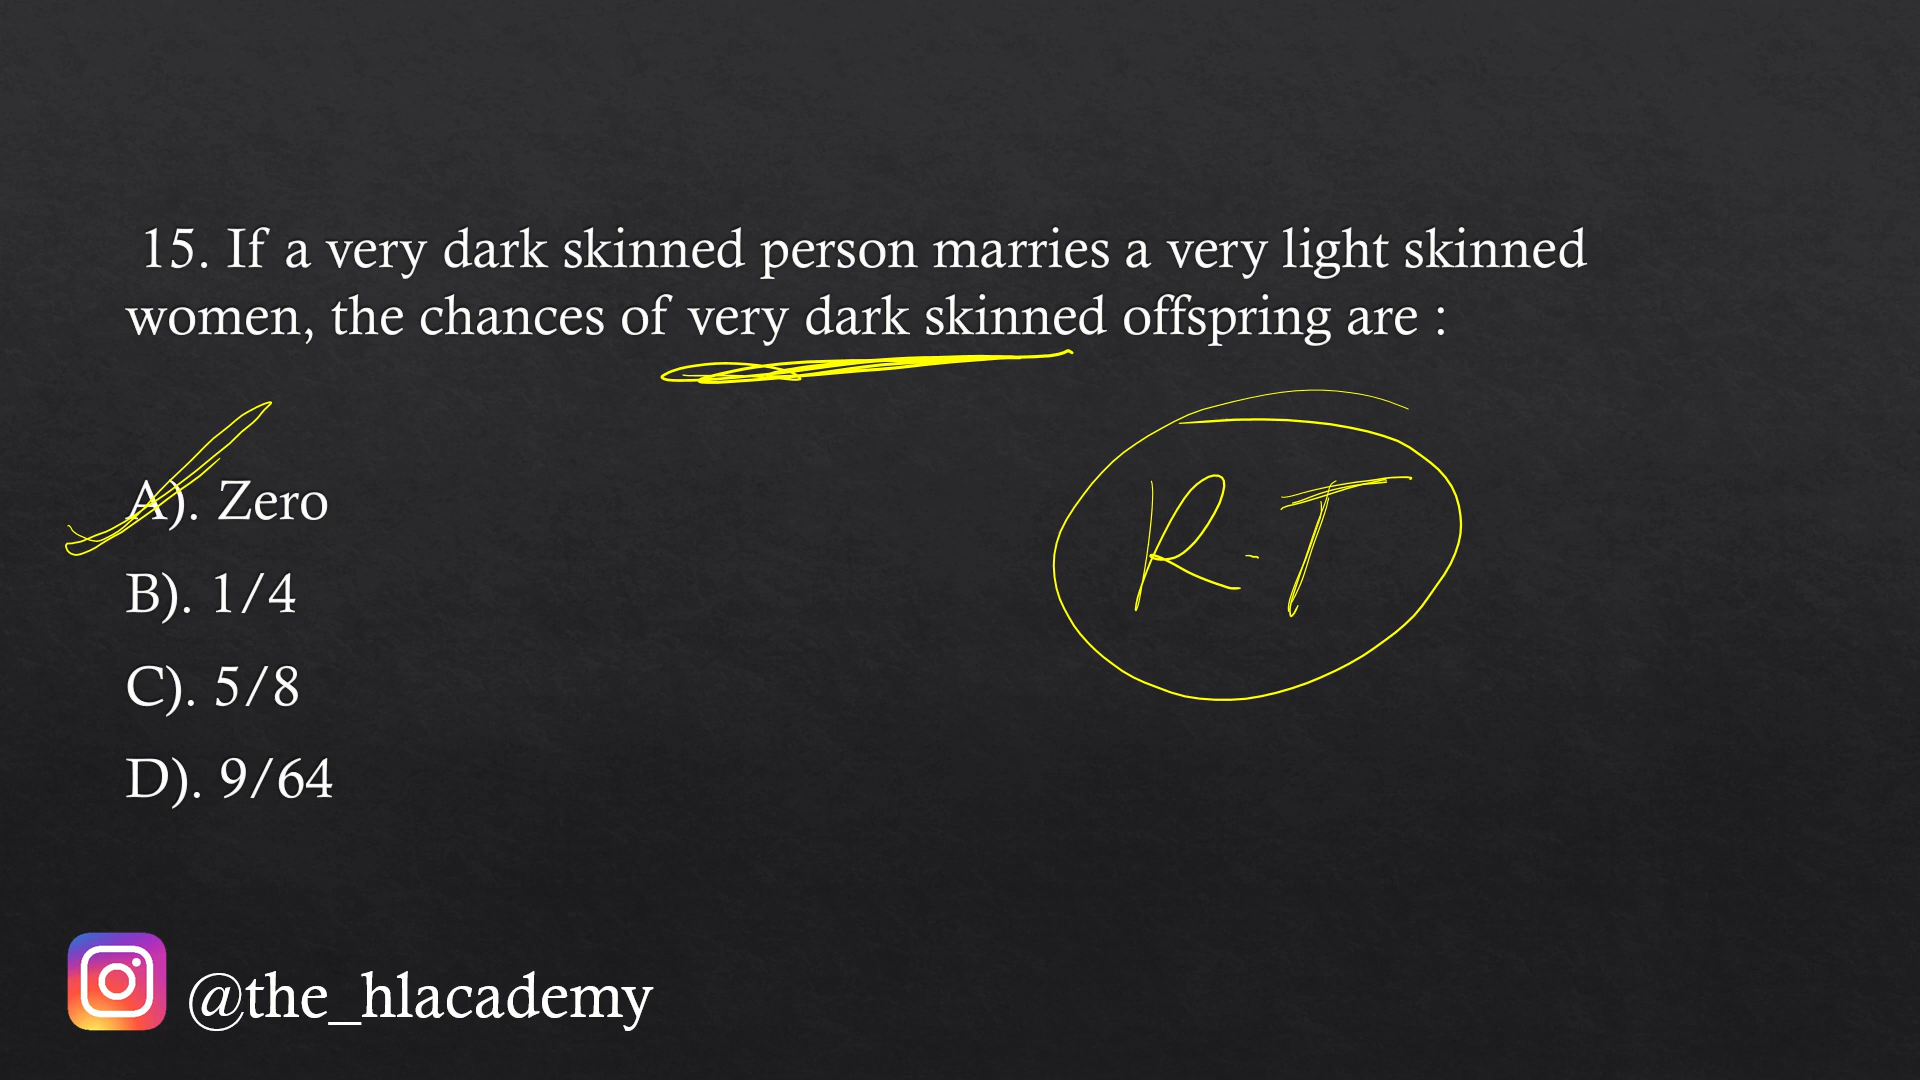 15. If a very dark skinned person marries a very light skinned
women, the chances of very dark skinned offspring are :
A). Zero
R-T
B). 1/4
C). 5/8
D). 9/64
@the_hlacademy